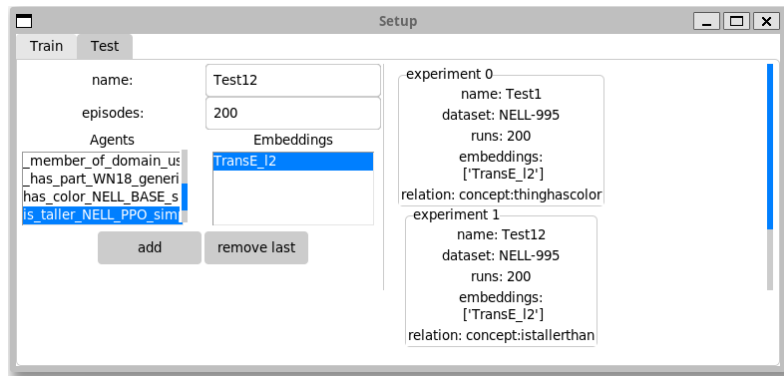 Setup
Train Test
name: Test12
episodes: 200
Agents Embeddings
_member_of_domain_us
_has_part_WN18_generi
has_color_NELL_BASE_s
is_taller_NELL_PPO_sim
TransE_l2
add remove last
experiment 0
name: Test1
dataset: NELL-995
runs: 200
embeddings:
['TransE_l2']
relation: concept:thinghascolor
experiment 1
name: Test12
dataset: NELL-995
runs: 200
embeddings:
['TransE_l2']
relation: concept:istallerthan